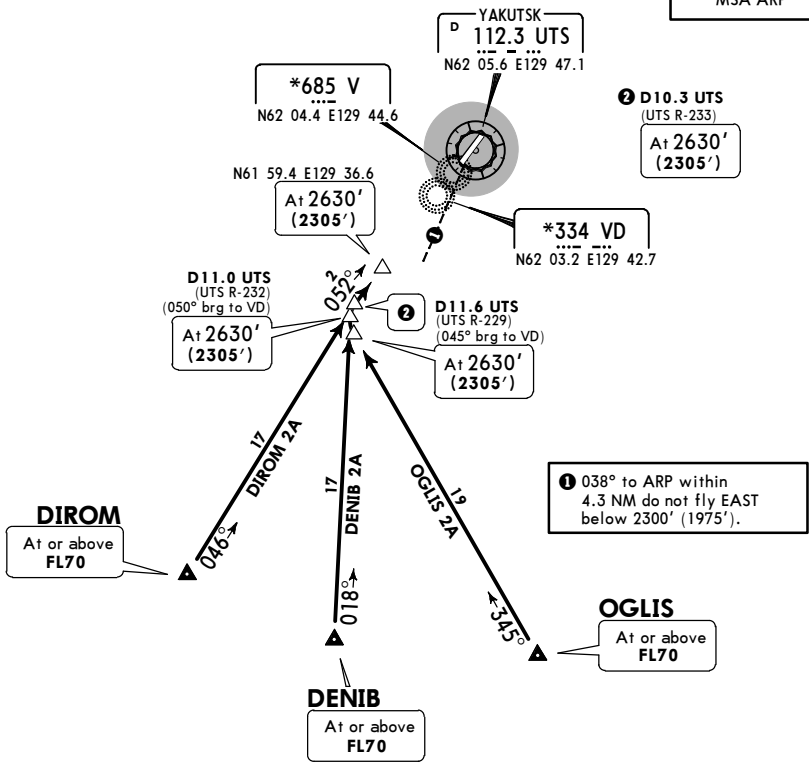 MSA ARP
YAKUTSK
D 112.3 UTS
N62 05.6 E129 47.1
*685 V
N62 04.4 E129 44.6
❷ D10.3 UTS
(UTS R-233)
At 2630'
(2305')
N61 59.4 E129 36.6
At 2630'
(2305')
*334 VD
N62 03.2 E129 42.7
❶
2
052°
D11.0 UTS
(UTS R-232)
(050° brg to VD)
At 2630'
(2305')
❷
D11.6 UTS
(UTS R-229)
(045° brg to VD)
At 2630'
(2305')
17
DIROM 2A
17
DENIB 2A
19
OGLIS 2A
❶ 038° to ARP within
4.3 NM do not fly EAST
below 2300' (1975').
DIROM
At or above
FL70
046°
018°
345°
OGLIS
At or above
FL70
DENIB
At or above
FL70